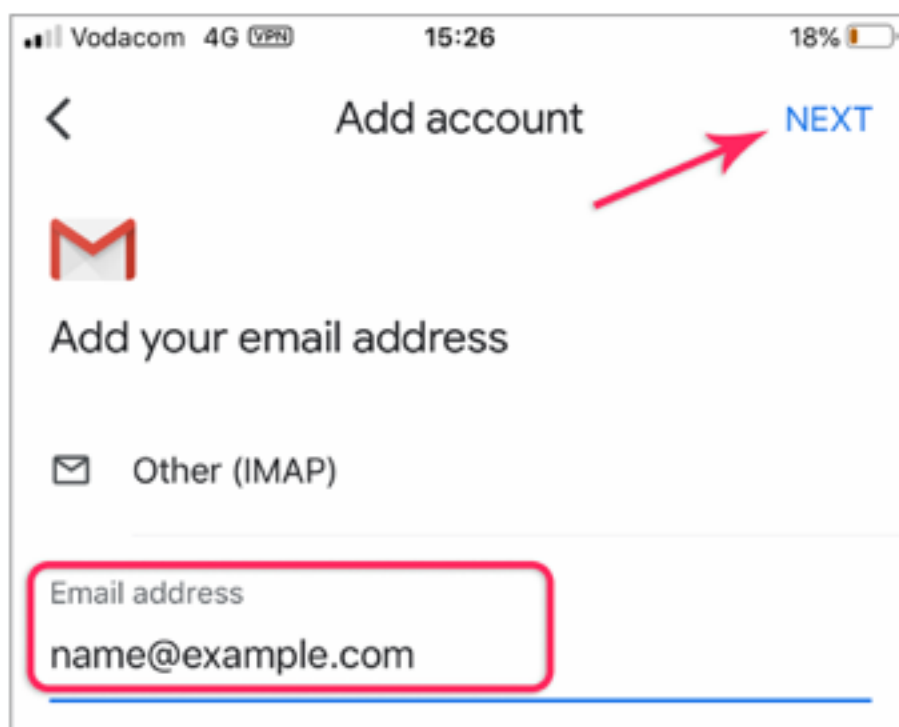 Vodacom 4G VPN 15:26 18%
Add account NEXT
Add your email address
Other (IMAP)
Email address
name@example.com